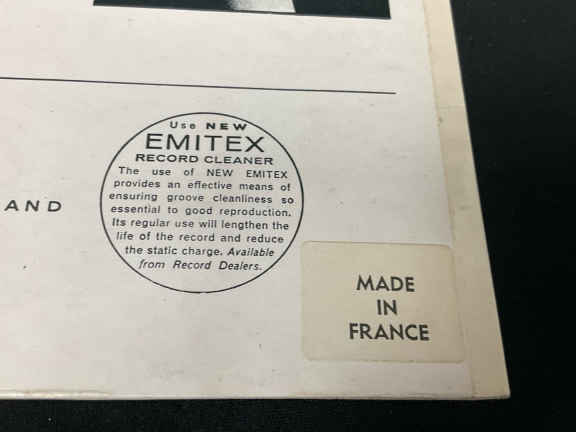 Use NEW
EMITEX
RECORD CLEANER
The use of NEW EMITEX
provides an effective means of
ensuring groove cleanliness so
essential to good reproduction.
Its regular use will lengthen the
life of the record and reduce
the static charge. Available
from Record Dealers.
AND
MADE
IN
FRANCE